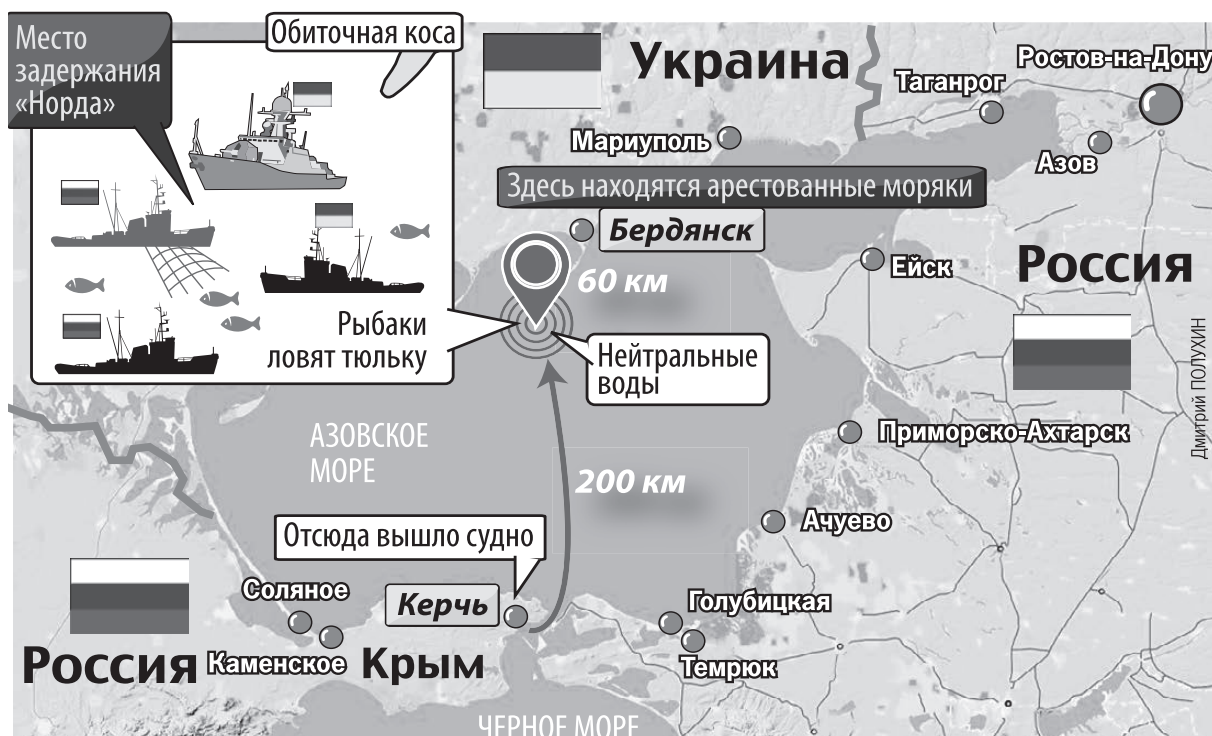 Место
задержания
«Норда»
Обиточная коса
Рыбаки
ловят тюльку
Украина
Ростов-на-Дону
Таганрог
Мариуполь
Азов
Здесь находятся арестованные моряки
Бердянск
Ейск
Россия
60 км
Нейтральные
воды
Дмитрий ПОЛУХИН
АЗОВСКОЕ
МОРЕ
Приморско-Ахтарск
200 км
Ачуево
Отсюда вышло судно
Соляное
Керчь
Голубицкая
Россия
Каменское
Крым
Темрюк
ЧЕРНОЕ МОРЕ